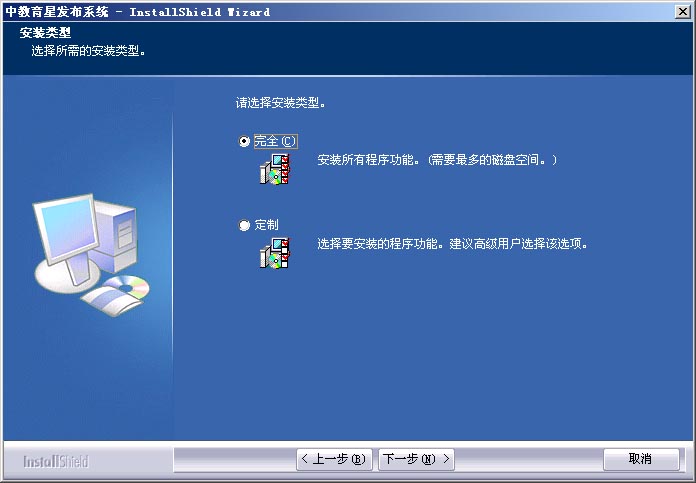 中教育星发布系统 - InstallShield Wizard
安装类型
选择所需的安装类型。
请选择安装类型。
完全(C)
安装所有程序功能。(需要最多的磁盘空间。)
定制
选择要安装的程序功能。建议高级用户选择该选项。
InstallShield
< 上一步(B) 下一步(N) > 取消